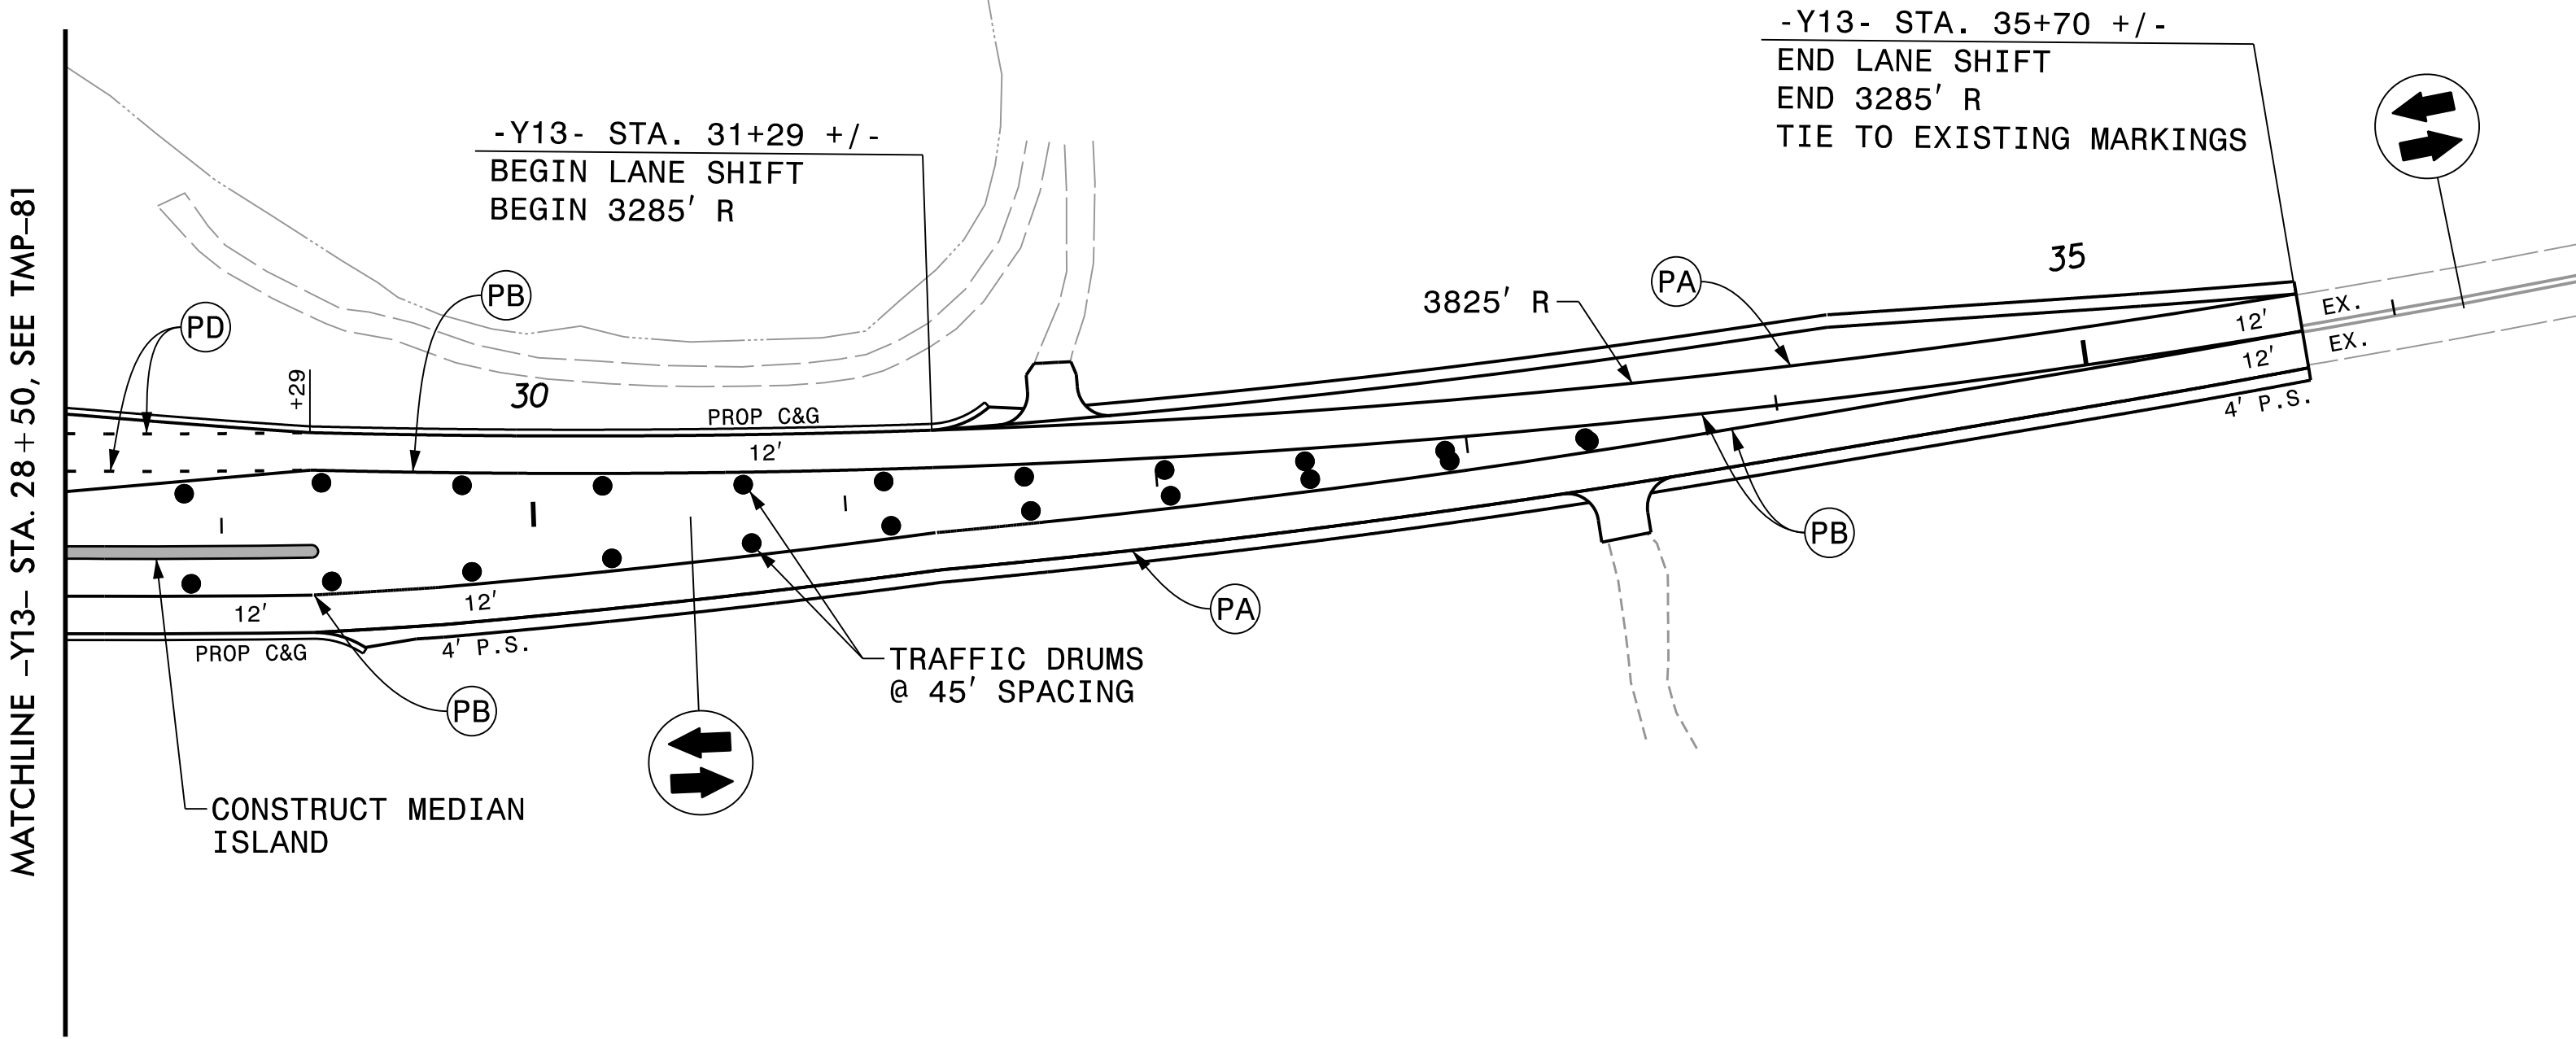 -Y13- STA. 35+70 +/-
END LANE SHIFT
END 3285' R
TIE TO EXISTING MARKINGS
-Y13- STA. 31+29 +/-
BEGIN LANE SHIFT
BEGIN 3285' R
MATCHLINE -Y13- STA. 28+50, SEE TMP-81
PD
PB
+29
30
PROP C&G
12'
3825' R
PA
35
12'
EX.
12'
EX.
4' P.S.
PB
12'
12'
PROP C&G
4' P.S.
PA
TRAFFIC DRUMS
@ 45' SPACING
PB
CONSTRUCT MEDIAN
ISLAND